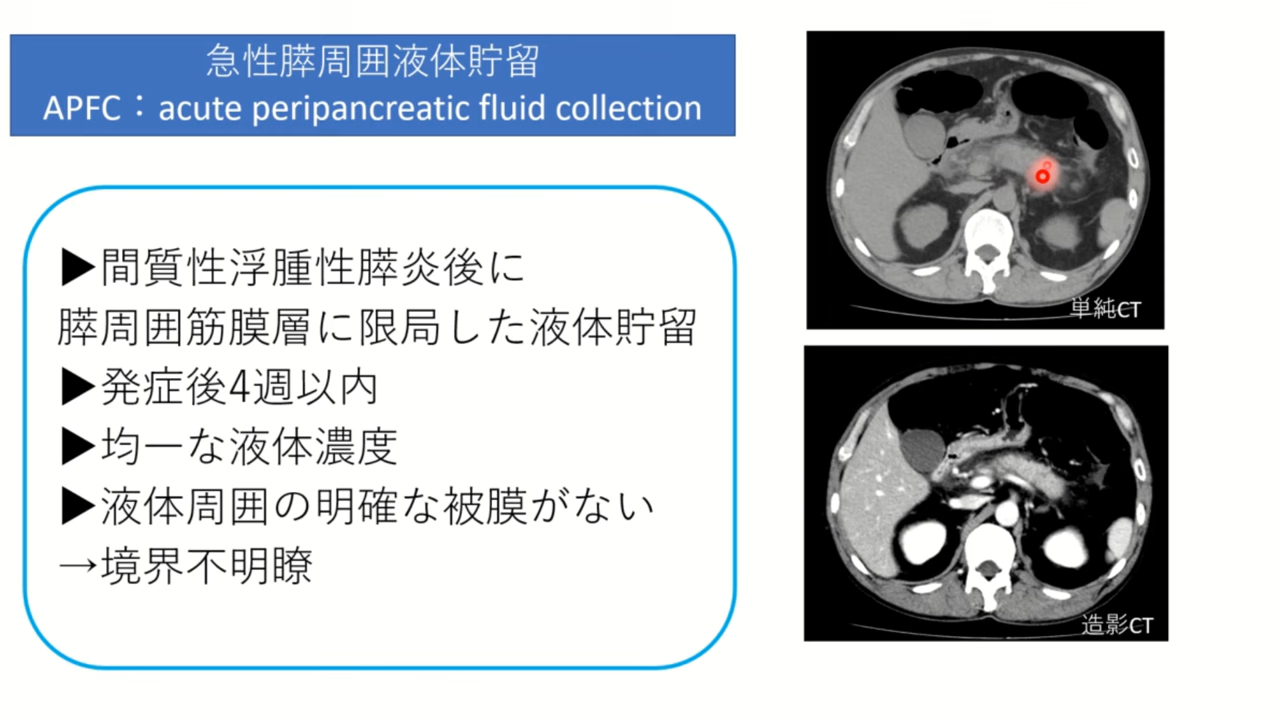 急性膵周囲液体貯留
APFC：acute peripancreatic fluid collection
▶間質性浮腫性膵炎後に
膵周囲筋膜層に限局した液体貯留
▶発症後4週以内
▶均一な液体濃度
▶液体周囲の明確な被膜がない
→境界不明瞭
単純CT
造影CT